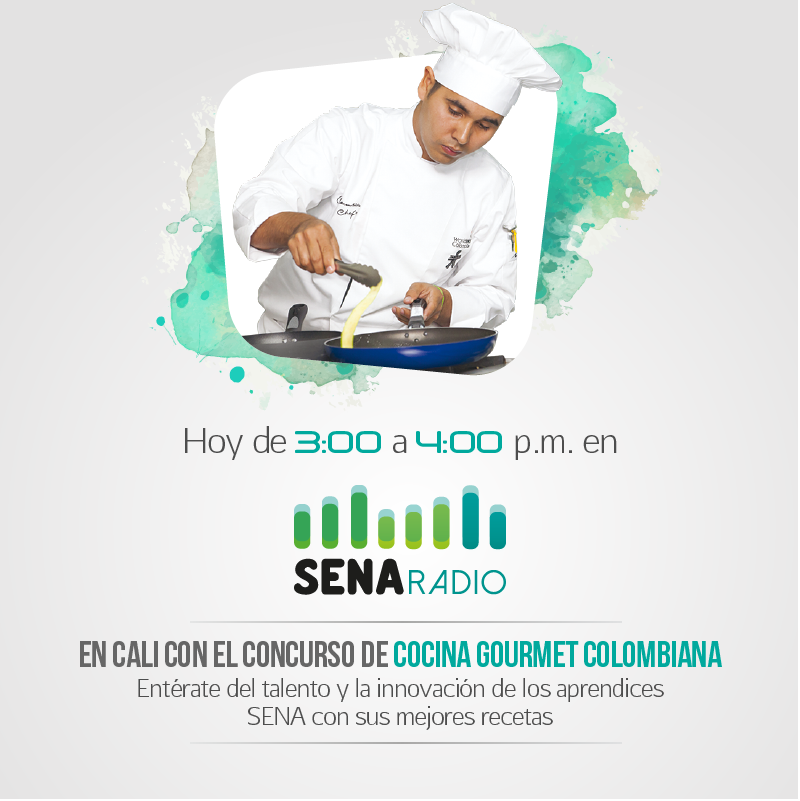 Hoy de 3:00 a 4:00 p.m. en
SENA RADIO
EN CALI CON EL CONCURSO DE COCINA GOURMET COLOMBIANA
Entérate del talento y la innovación de los aprendices
SENA con sus mejores recetas